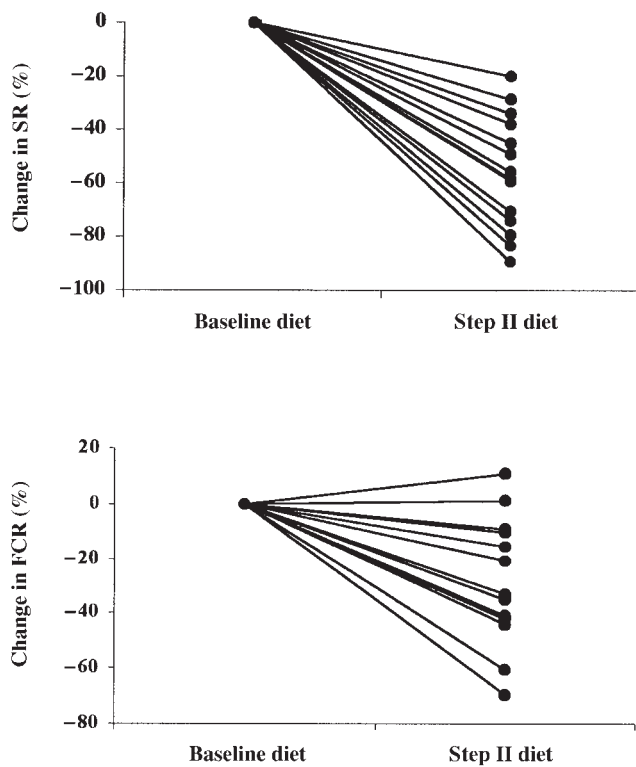 Change in SR (%)
0
−20
−40
−60
−80
−100
Baseline diet
Step II diet
Change in FCR (%)
20
0
−20
−40
−60
−80
Baseline diet
Step II diet